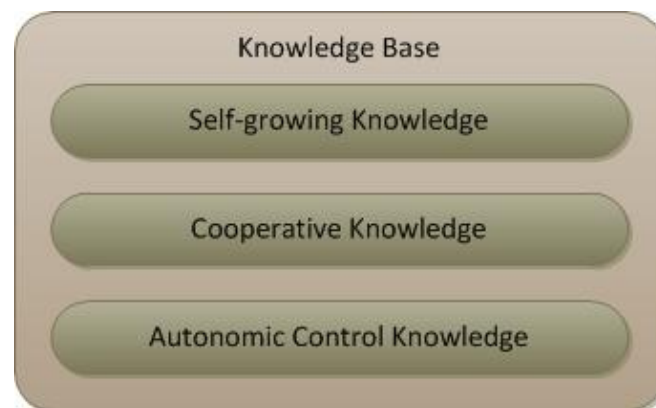 Knowledge Base
Self-growing Knowledge
Cooperative Knowledge
Autonomic Control Knowledge